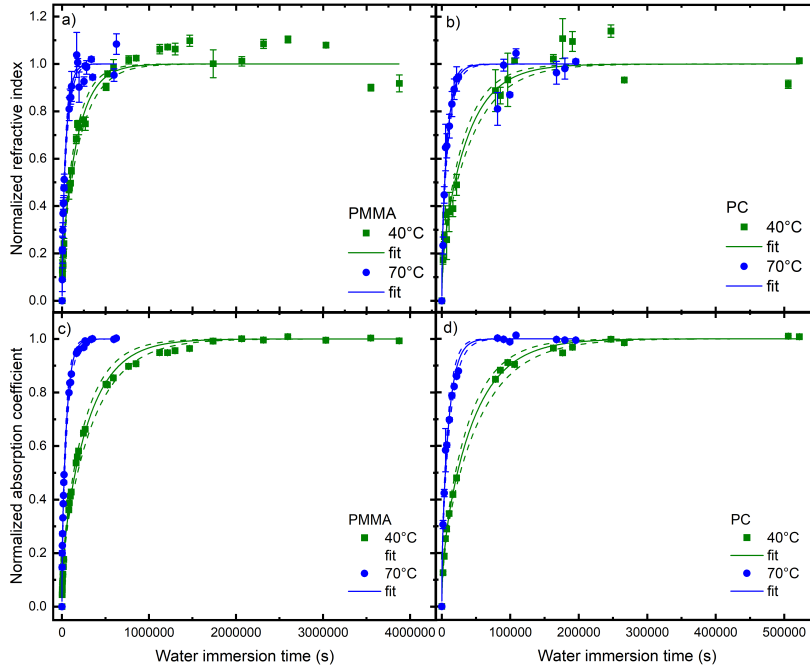 a)
b)
Normalized refractive index
1.2
1.0
0.8
0.6
0.4
0.2
0.0
PMMA
40°C
fit
70°C
fit
PC
40°C
fit
70°C
fit
c)
d)
Normalized absorption coefficient
1.0
0.8
0.6
0.4
0.2
0.0
PMMA
40°C
fit
70°C
fit
PC
40°C
fit
70°C
fit
0 1000000 2000000 3000000 4000000
0 100000 200000 300000 400000 500000
Water immersion time (s)
Water immersion time (s)